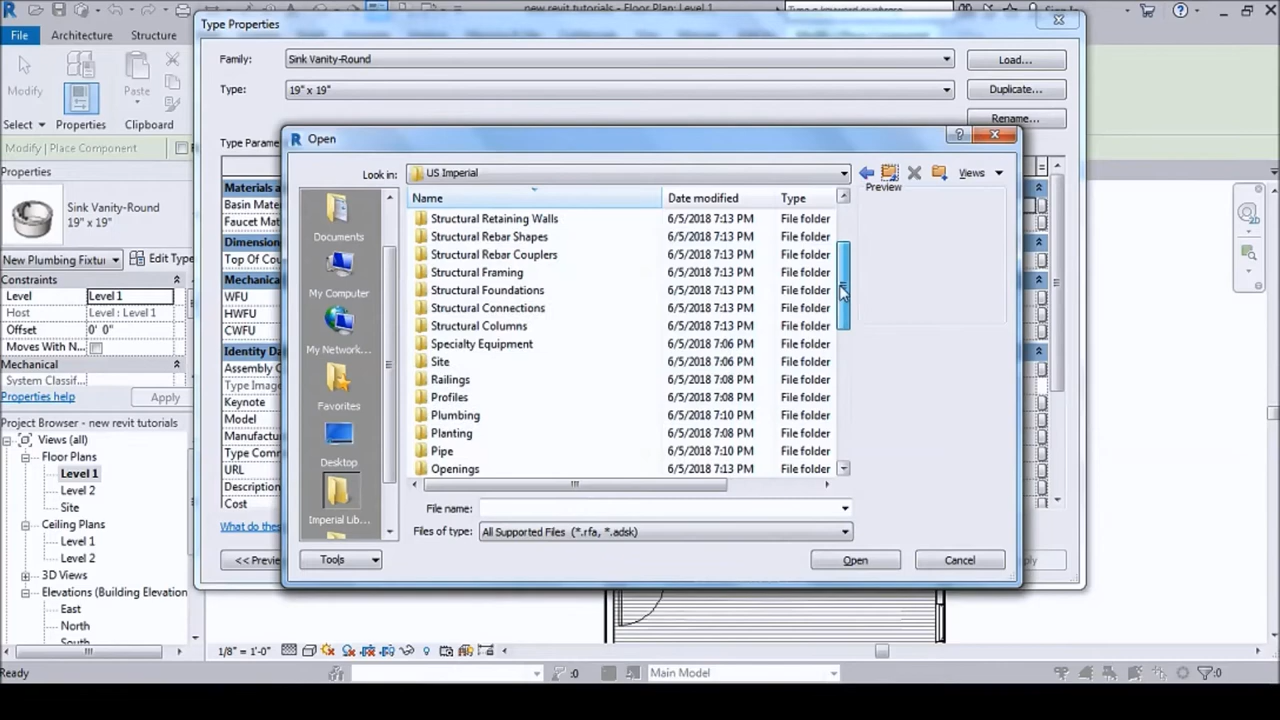 new revit tutorials - Floor Plan: Level 1
Type Properties
File
Architecture
Structure
Family:
Sink Vanity-Round
Load...
Type:
19" x 19"
Duplicate...
Modify
Paste
Rename...
Select
Properties
Clipboard
Type Parame
Open
Modify | Place Component
Look in:
US Imperial
Views
Properties
Preview
Materials a
Name
Date modified
Type
Sink Vanity-Round
19" x 19"
Basin Mater
Faucet Mat
Structural Retaining Walls
6/5/2018 7:13 PM
File folder
Documents
Structural Rebar Shapes
6/5/2018 7:13 PM
File folder
Dimension
Structural Rebar Couplers
6/5/2018 7:13 PM
File folder
New Plumbing Fixtu
Edit Type
Top Of Cou
Structural Framing
6/5/2018 7:13 PM
File folder
Constraints
Mechanica
My Computer
Structural Foundations
6/5/2018 7:13 PM
File folder
Level
Level 1
WFU
Structural Connections
6/5/2018 7:13 PM
File folder
Host
Level : Level 1
HWFU
Structural Columns
6/5/2018 7:13 PM
File folder
Offset
0' 0"
CWFU
My Network...
Specialty Equipment
6/5/2018 7:06 PM
File folder
Moves With N...
Identity Da
Site
6/5/2018 7:06 PM
File folder
Mechanical
Assembly C
Railings
6/5/2018 7:08 PM
File folder
System Classif...
Type Image
Profiles
6/5/2018 7:08 PM
File folder
Properties help
Apply
Keynote
Favorites
Plumbing
6/5/2018 7:10 PM
File folder
Project Browser - new revit tutorials
Model
Planting
6/5/2018 7:08 PM
File folder
Views (all)
Manufactu
Pipe
6/5/2018 7:10 PM
File folder
Floor Plans
Type Comm
Desktop
Openings
6/5/2018 7:13 PM
File folder
Level 1
URL
Level 2
Description
Site
Cost
File name:
Ceiling Plans
What do thes
Imperial Lib...
Files of type:
All Supported Files (*.rfa, *.adsk)
Level 1
Level 2
<< Previe
Tools
Open
Cancel
3D Views
Elevations (Building Elevation
East
North
South
1/8" = 1'-0"
Ready
:0
Main Model
:0